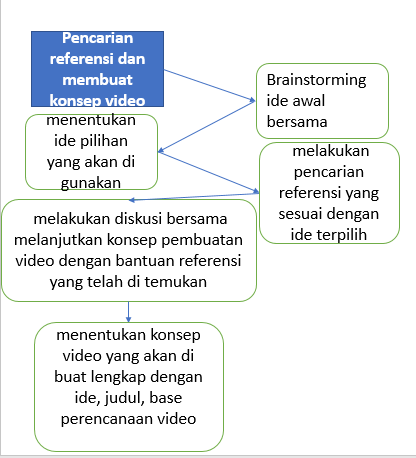 Pencarian
referensi dan
membuat
konsep video
Brainstorming
ide awal
bersama
menentukan
ide pilihan
yang akan di
gunakan
melakukan
pencarian
referensi yang
sesuai dengan
ide terpilih
melakukan diskusi bersama
melanjutkan konsep pembuatan
video dengan bantuan referensi
yang telah di temukan
menentukan konsep
video yang akan di
buat lengkap dengan
ide, judul, base
perencanaan video